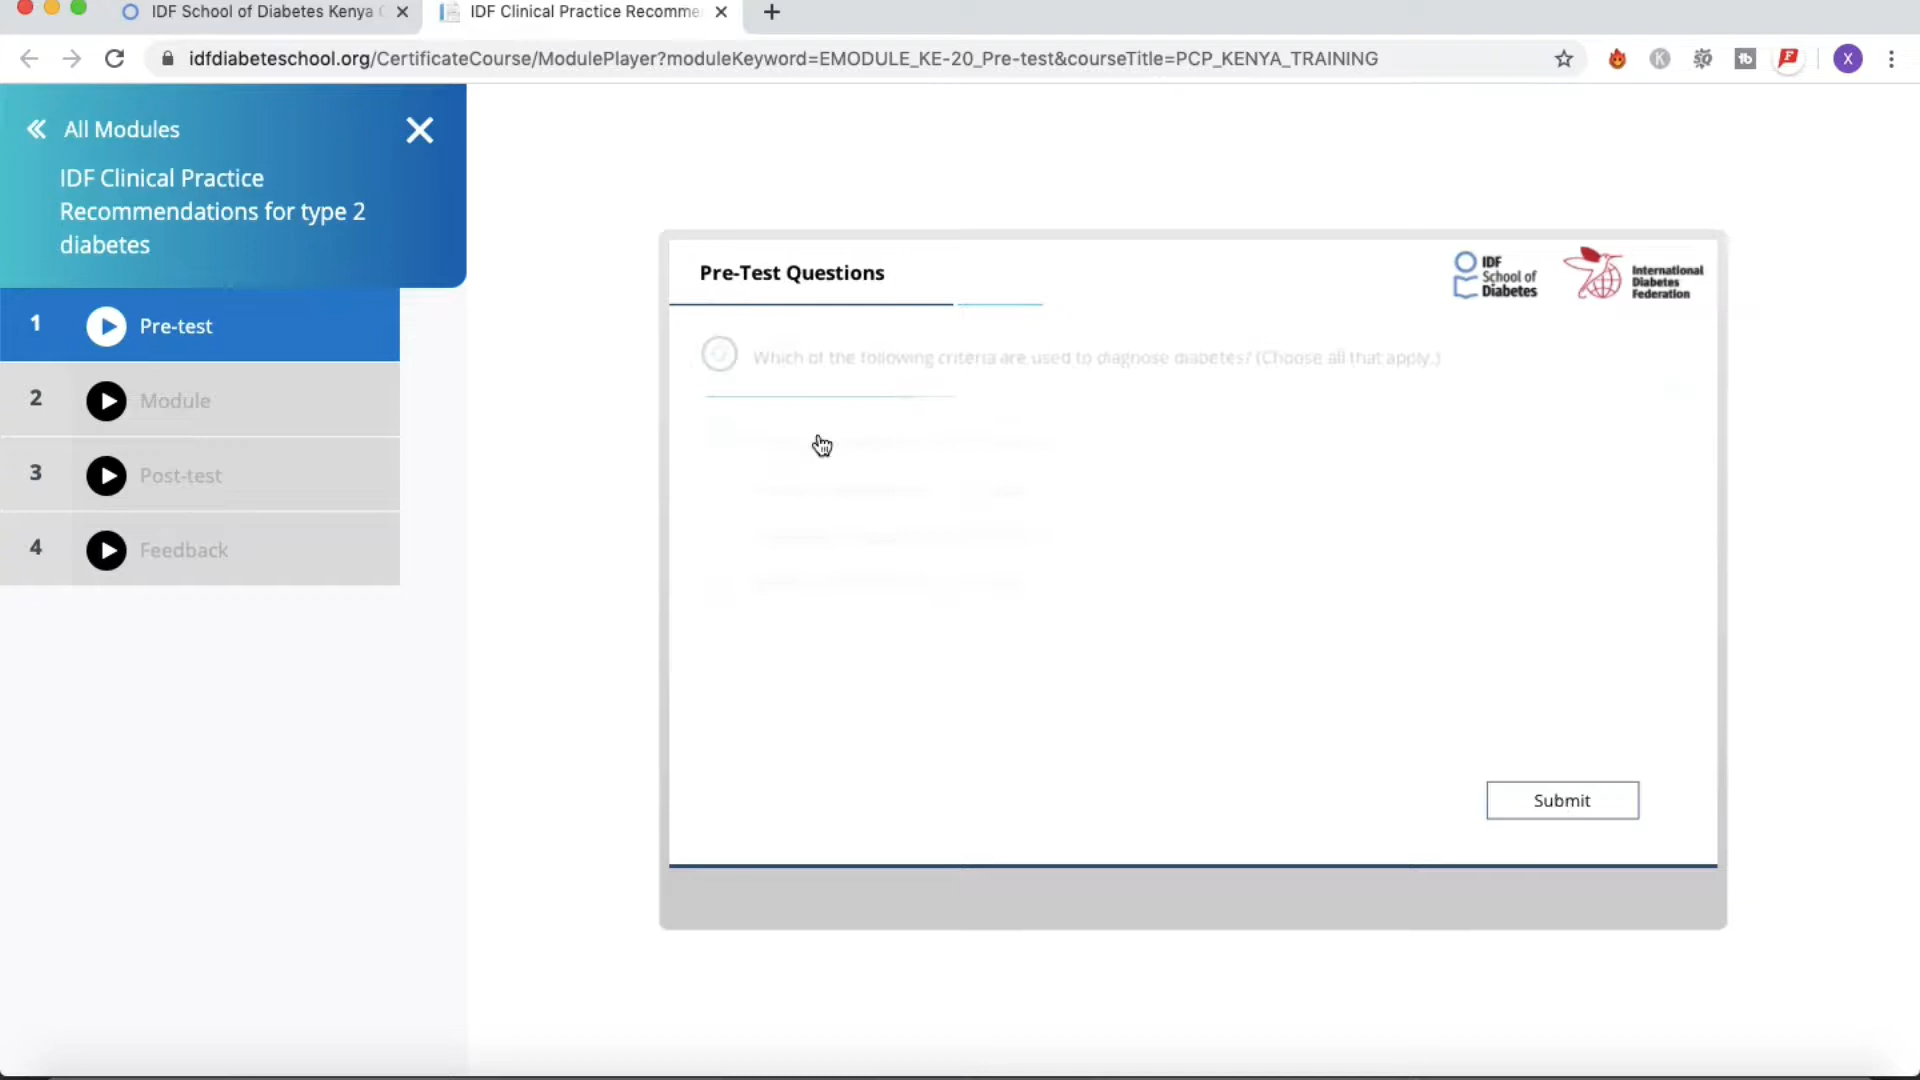 IDF School of Diabetes Kenya
IDF Clinical Practice Recomme
idfdiabeteschool.org/CertificateCourse/ModulePlayer?moduleKeyword=EMODULE_KE-20_Pre-test&courseTitle=PCP_KENYA_TRAINING
K
tb
F
X
All Modules
IDF Clinical Practice
Recommendations for type 2
diabetes
1 Pre-test
2 Module
3 Post-test
4 Feedback
Pre-Test Questions
IDF
School of
Diabetes
International
Diabetes
Federation
Which of the following criteria are used to diagnose diabetes? (Choose all that apply.)
Submit